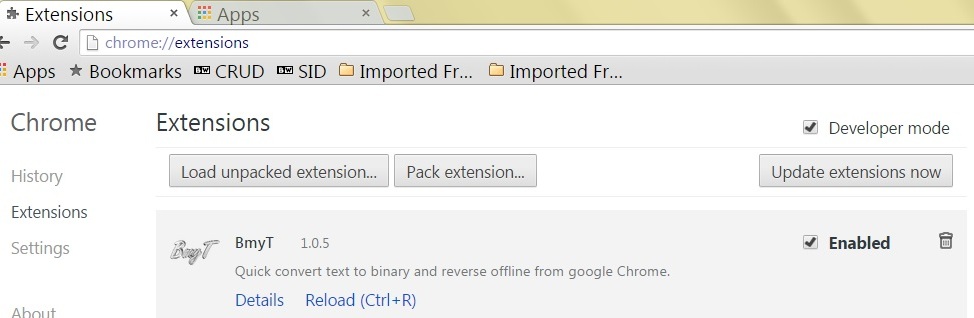 Extensions × Apps ×
chrome://extensions
Apps Bookmarks CRUD SID Imported Fr... Imported Fr...
Chrome Extensions Developer mode
Load unpacked extension... Pack extension... Update extensions now
History
Extensions
Settings
About
BmyT BmyT 1.0.5 Enabled
Quick convert text to binary and reverse offline from google Chrome.
Details Reload (Ctrl+R)